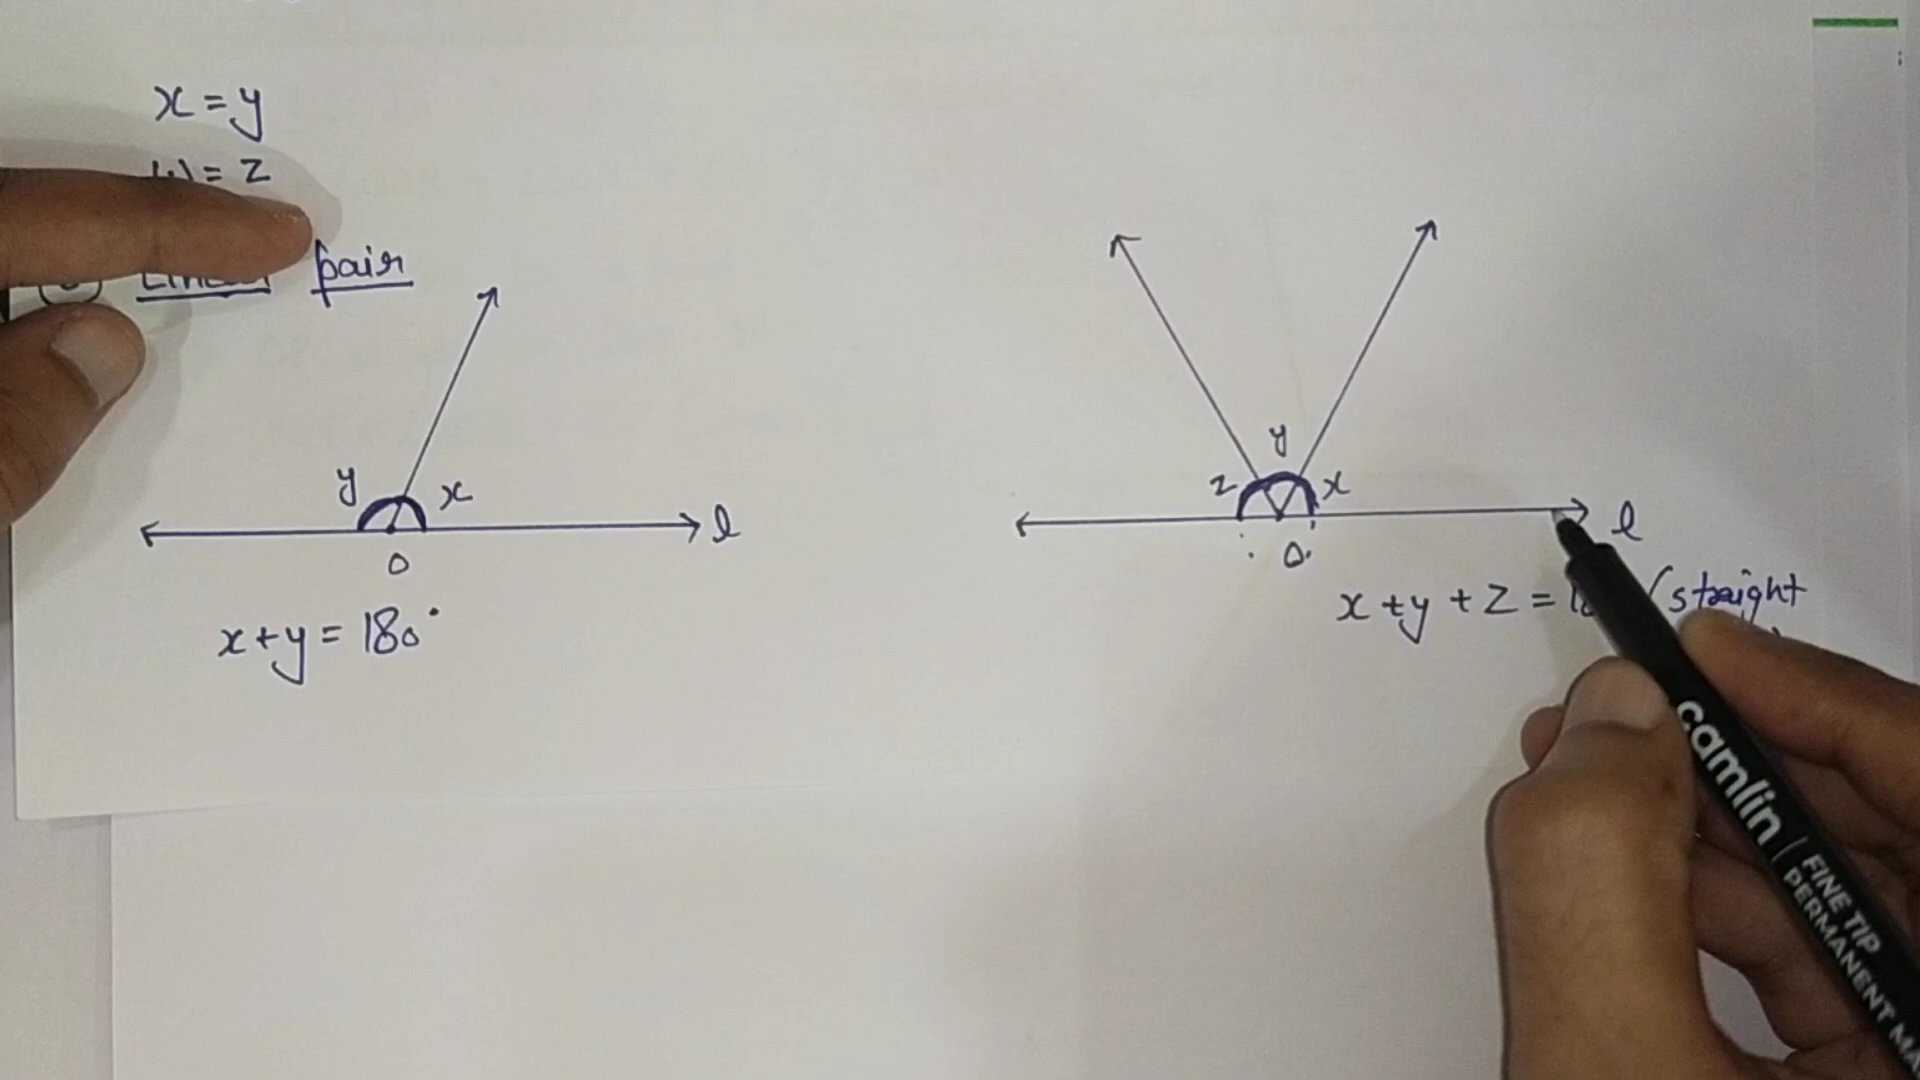 x = y
= z
pair
y
x
l
O
x + y = 180°
y
z
x
l
O
x + y + z = (straight
camlin
FINE TIP
PERMANENT